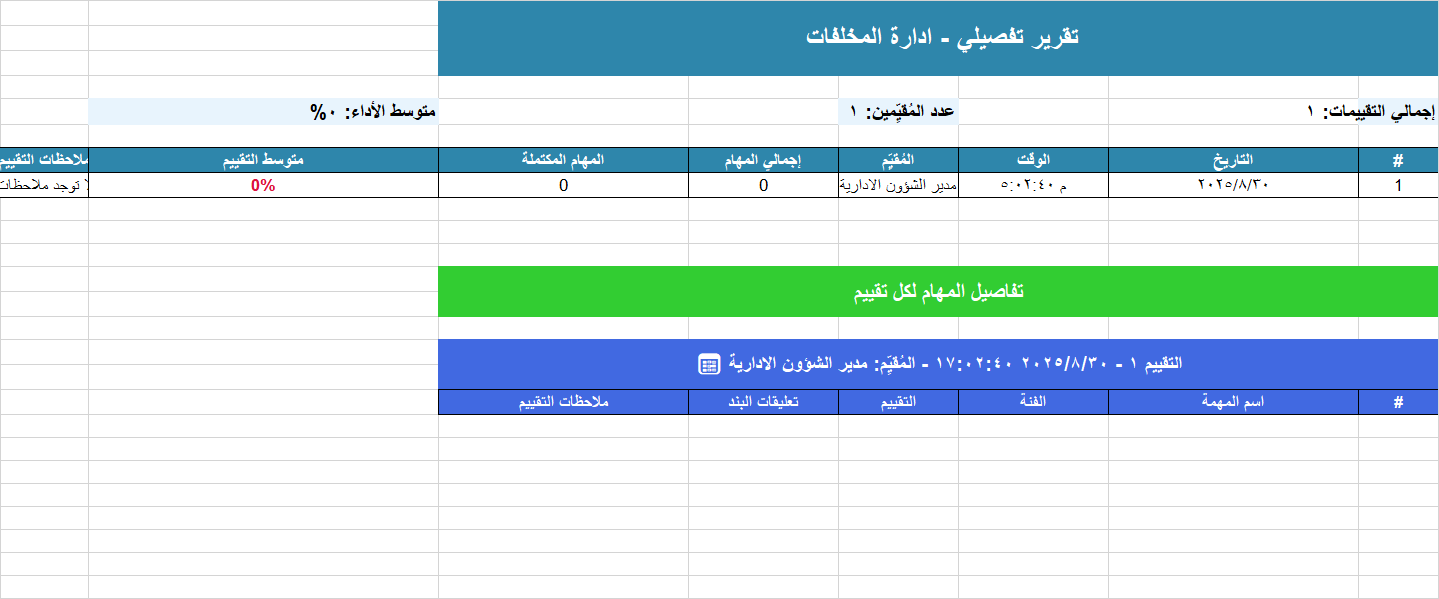 تقرير تفصيلي - ادارة المخلفات
إجمالي التقييمات: ١ عدد المُقيِّمين: ١ متوسط الأداء: ٠%
# التاريخ الوقت المُقيِّم إجمالي المهام المهام المكتملة متوسط التقييم ملاحظات التقييم
1 ٢٠٢٥/٨/٣٠ ٥:٠٢:٤٠ م مدير الشؤون الادارية 0 0 0% لا توجد ملاحظات
تفاصيل المهام لكل تقييم
التقييم ١ - ٢٠٢٥/٨/٣٠ ١٧:٠٢:٤٠ - المُقيِّم: مدير الشؤون الادارية
# اسم المهمة الفئة التقييم تعليقات البند ملاحظات التقييم